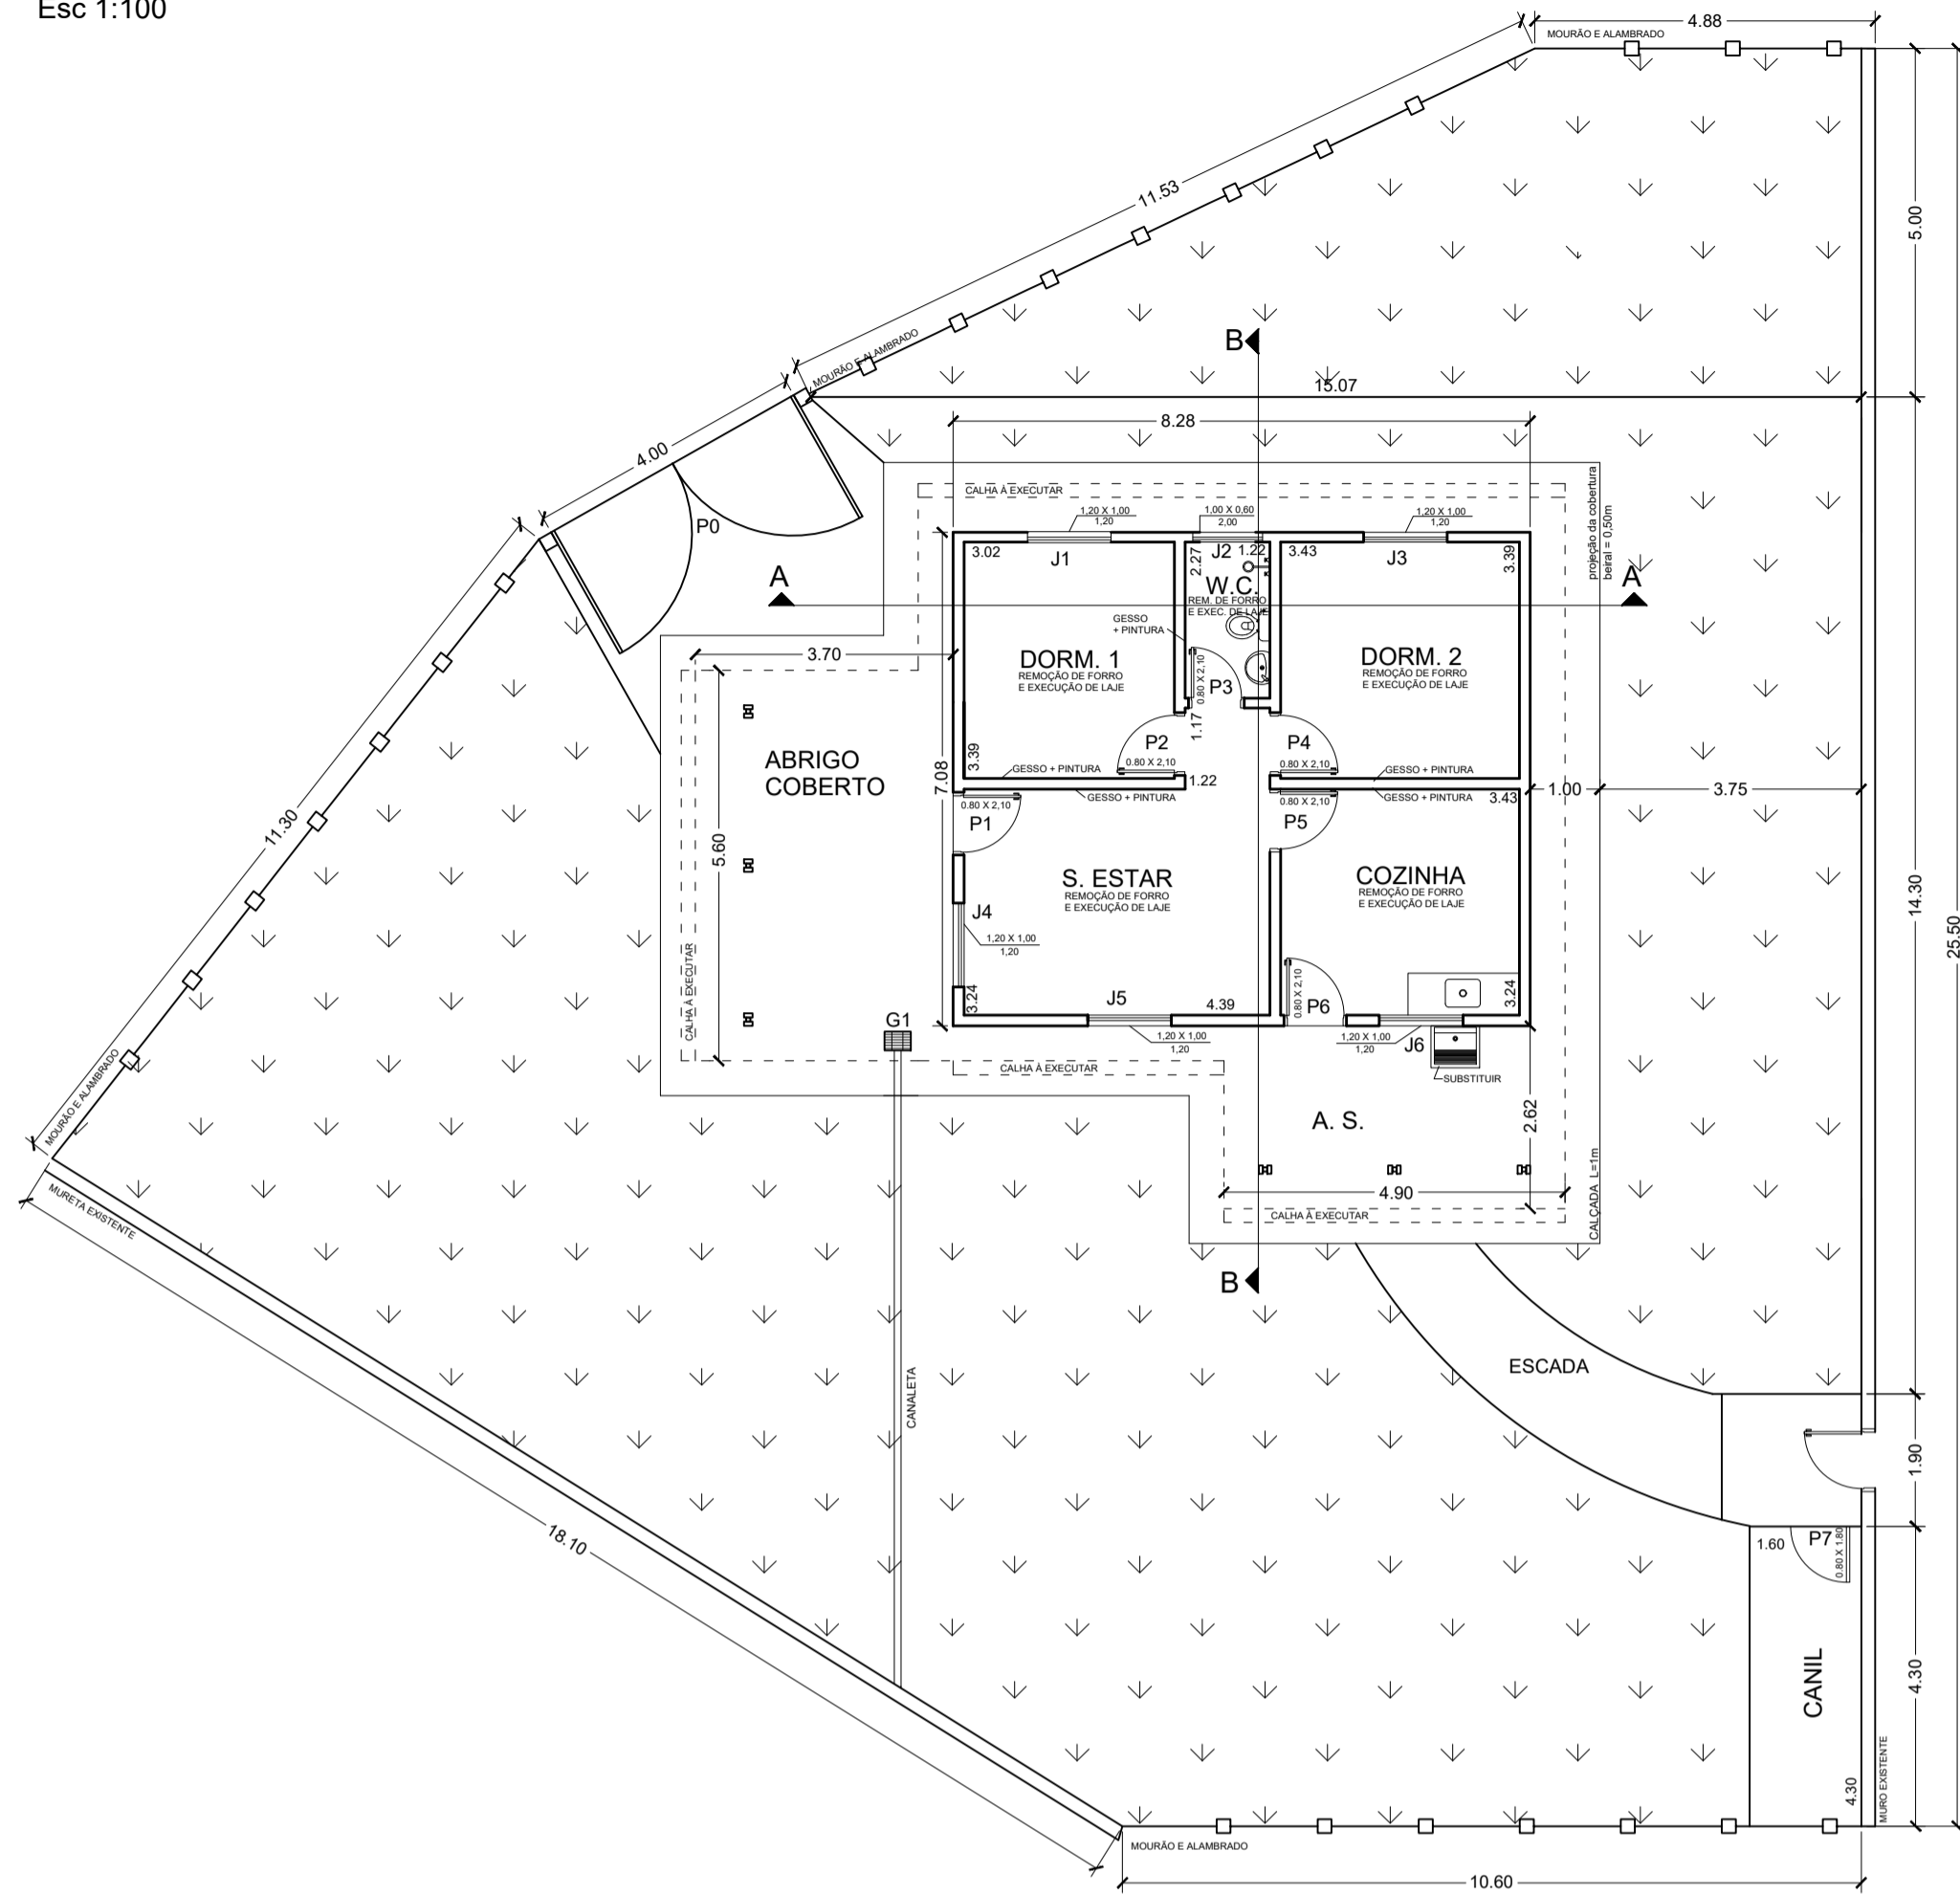 Esc 1:100
4.88
MOURÃO E ALAMBRADO
11.53
5.00
MOURÃO E ALAMBRADO
B
15.07
8.28
4.00
P0
CALHA À EXECUTAR
projeção da cobertura
beiral = 0,50m
1,20 X 1,00
1,20
1,00 X 0,60
2,00
1,20 X 1,00
1,20
3.02
J1
2.27
J2
1.22
3.43
J3
3.39
A
A
W.C.
REM. DE FORRO
E EXEC. DE LAJE
GESSO
+ PINTURA
3.70
DORM. 1
REMOÇÃO DE FORRO
E EXECUÇÃO DE LAJE
DORM. 2
REMOÇÃO DE FORRO
E EXECUÇÃO DE LAJE
0.80 X 2,10
P3
1.17
P2
0.80 X 2,10
P4
0.80 X 2,10
3.39
ABRIGO
COBERTO
7.08
GESSO + PINTURA
1.22
GESSO + PINTURA
GESSO + PINTURA
GESSO + PINTURA
3.43
1.00
3.75
0.80 X 2,10
P1
0.80 X 2,10
P5
11.30
5.60
S. ESTAR
REMOÇÃO DE FORRO
E EXECUÇÃO DE LAJE
COZINHA
REMOÇÃO DE FORRO
E EXECUÇÃO DE LAJE
14.30
25.50
J4
1,20 X 1,00
1,20
CALHA À EXECUTAR
3.24
J5
4.39
0.80 X 2,10
P6
3.24
G1
1,20 X 1,00
1,20
1,20 X 1,00
1,20
J6
SUBSTITUIR
CALHA À EXECUTAR
MOURÃO E ALAMBRADO
A. S.
2.62
4.90
CALHA À EXECUTAR
CALÇADA L=1m
MURETA EXISTENTE
B
ESCADA
CANALETA
1.90
18.10
1.60
P7
0.80 X 1.80
CANIL
4.30
4.30
MURO EXISTENTE
MOURÃO E ALAMBRADO
10.60